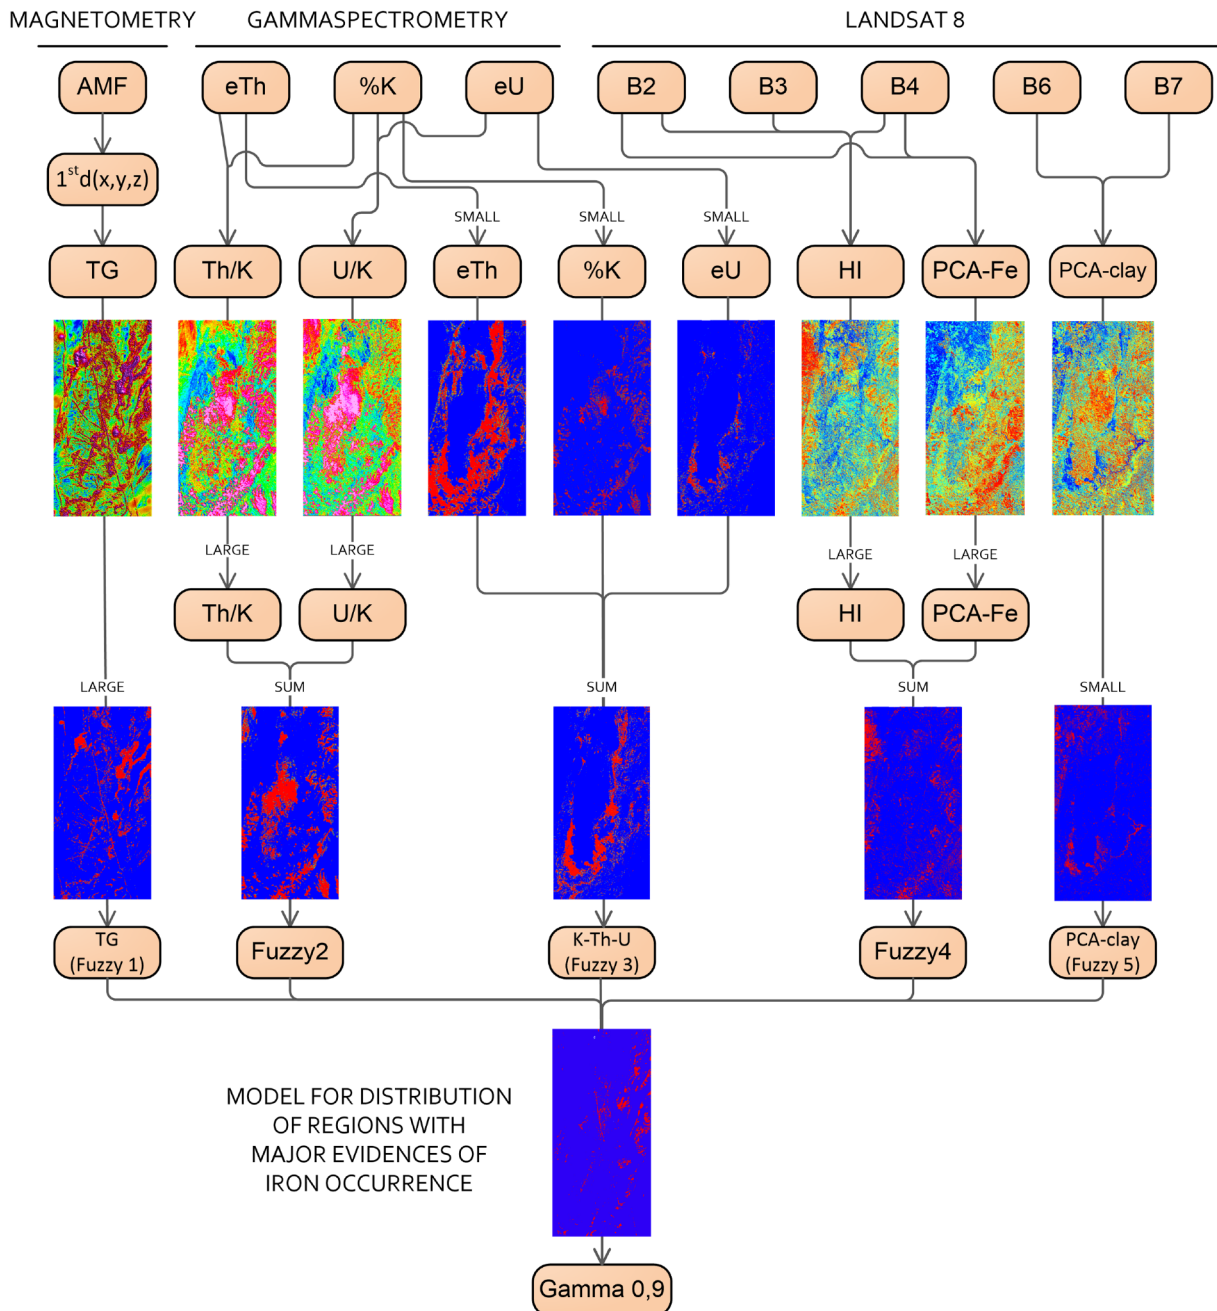 MAGNETOMETRY GAMMASPECTROMETRY LANDSAT 8
AMF eTh %K eU B2 B3 B4 B6 B7
1st d(x,y,z)
SMALL SMALL SMALL
TG Th/K U/K eTh %K eU HI PCA-Fe PCA-clay
LARGE LARGE LARGE LARGE
Th/K U/K HI PCA-Fe
LARGE SUM SUM SUM SMALL
TG
(Fuzzy 1)
Fuzzy2
K-Th-U
(Fuzzy 3)
Fuzzy4
PCA-clay
(Fuzzy 5)
MODEL FOR DISTRIBUTION
OF REGIONS WITH
MAJOR EVIDENCES OF
IRON OCCURRENCE
Gamma 0,9